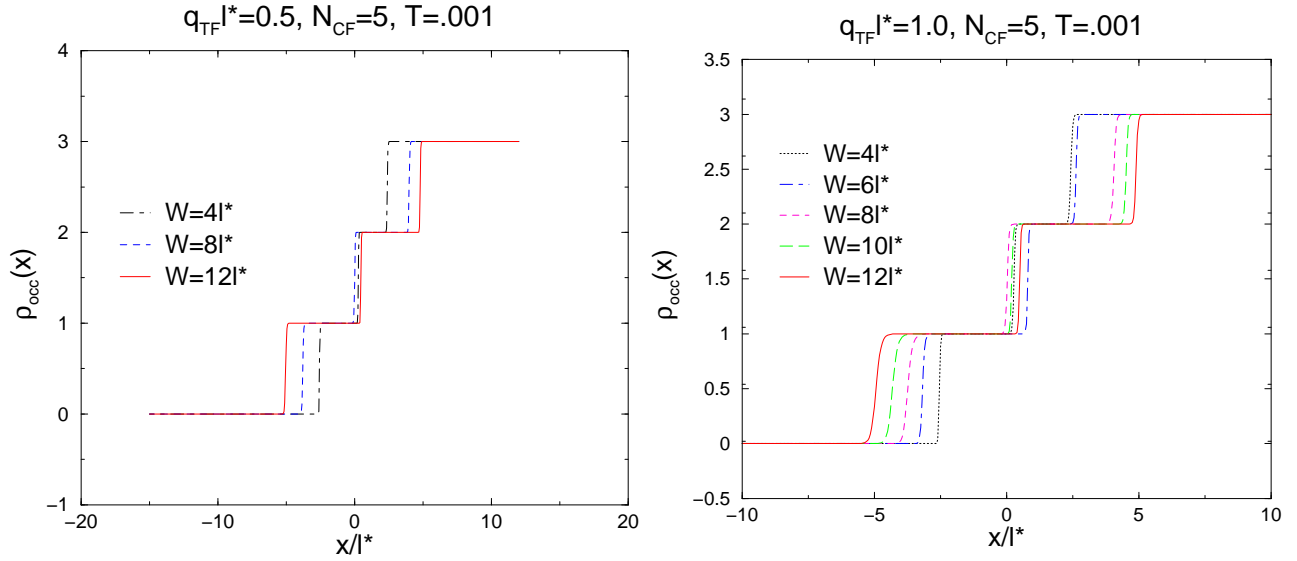 q_TF l*=0.5, N_CF=5, T=.001
4
3
2
1
0
−1
ρ_occ(x)
W=4l*
W=8l*
W=12l*
−20 −10 0 10 20
x/l*
q_TF l*=1.0, N_CF=5, T=.001
3.5
3
2.5
2
1.5
1
0.5
0
−0.5
ρ_occ(x)
W=4l*
W=6l*
W=8l*
W=10l*
W=12l*
−10 −5 0 5 10
x/l*